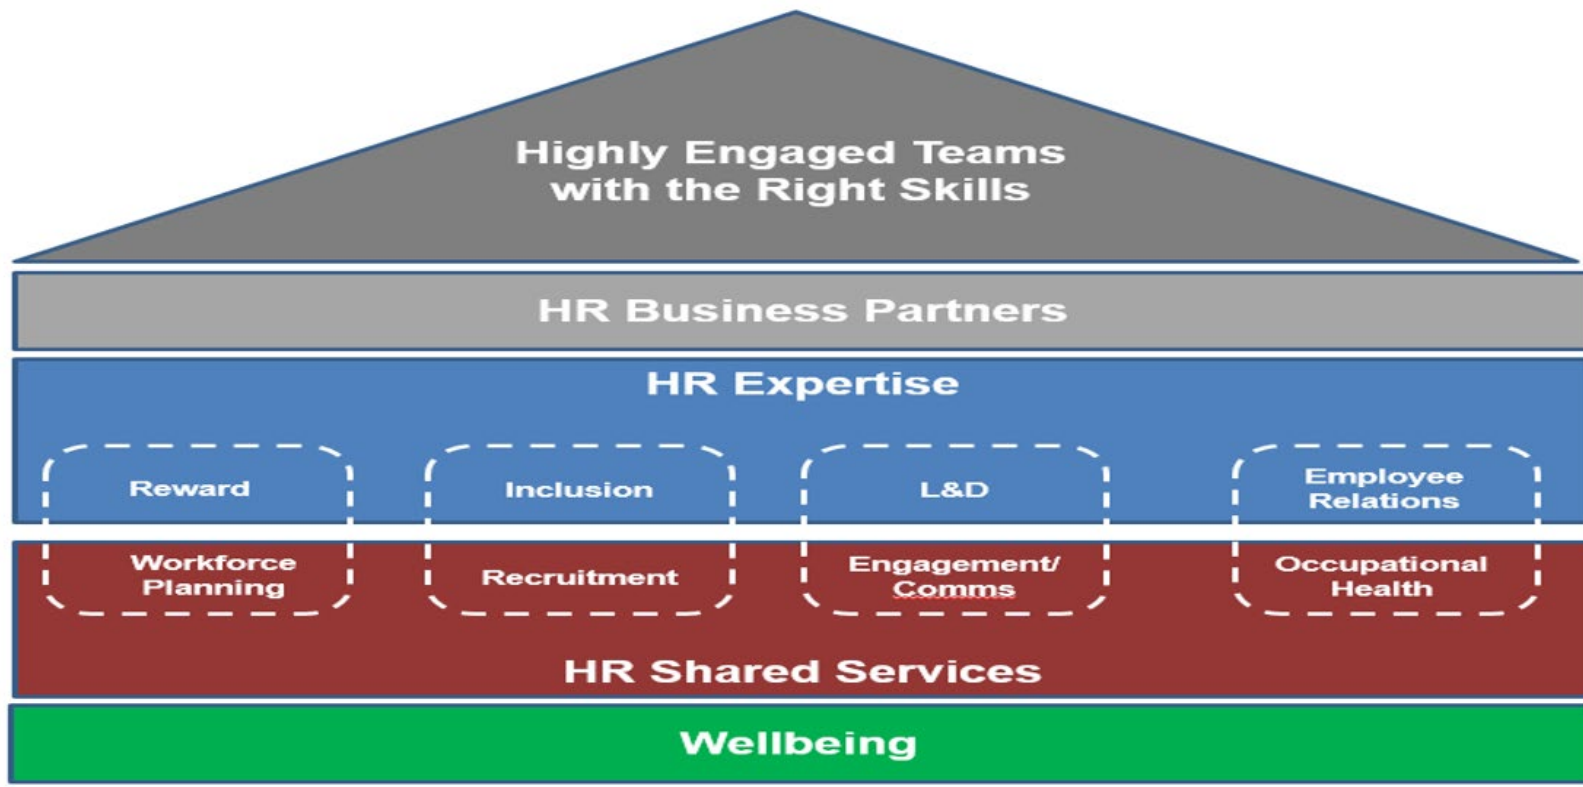 Highly Engaged Teams
with the Right Skills
HR Business Partners
HR Expertise
Reward
Inclusion
L&D
Employee
Relations
Workforce
Planning
Recruitment
Engagement/
Comms
Occupational
Health
HR Shared Services
Wellbeing